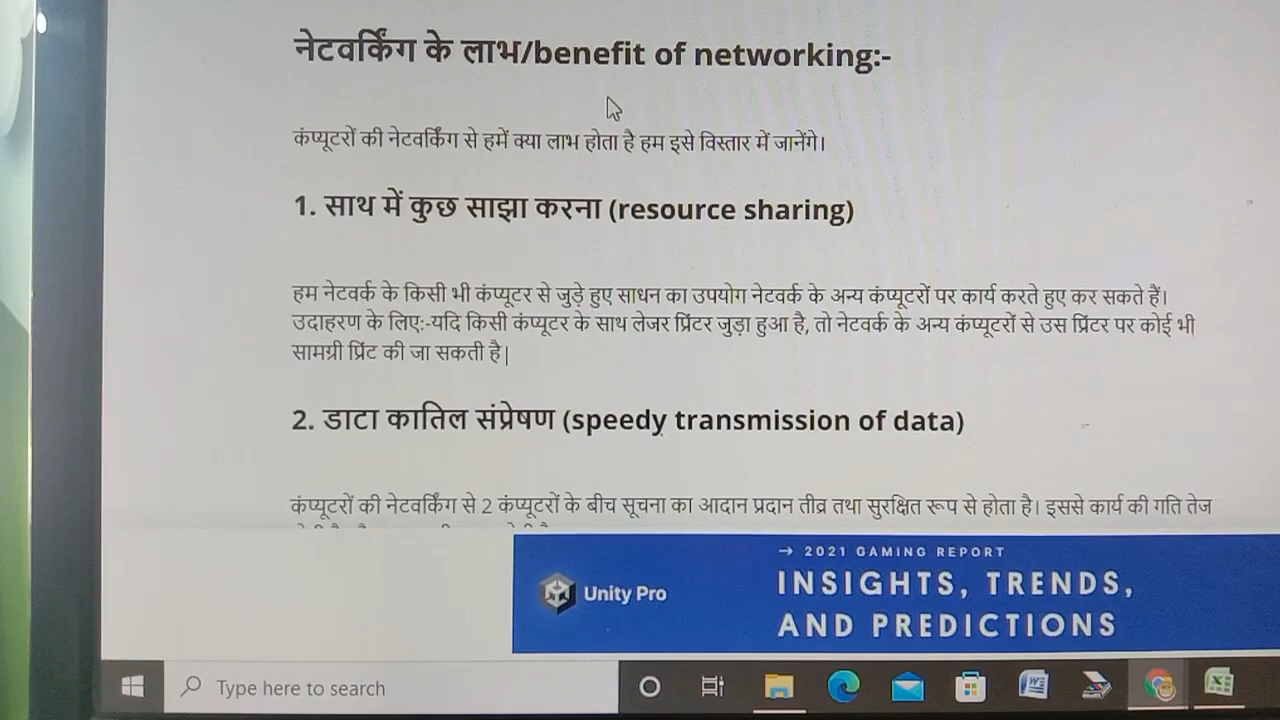 नेटवर्किंग के लाभ/benefit of networking:-
कंप्यूटरों की नेटवर्किंग से हमें क्या लाभ होता है हम इसे विस्तार में जानेंगे।
1. साथ में कुछ साझा करना (resource sharing)
हम नेटवर्क के किसी भी कंप्यूटर से जुड़े हुए साधन का उपयोग नेटवर्क के अन्य कंप्यूटरों पर कार्य करते हुए कर सकते हैं।
उदाहरण के लिए:-यदि किसी कंप्यूटर के साथ लेजर प्रिंटर जुड़ा हुआ है, तो नेटवर्क के अन्य कंप्यूटरों से उस प्रिंटर पर कोई भी
सामग्री प्रिंट की जा सकती है|
2. डाटा कातिल संप्रेषण (speedy transmission of data)
कंप्यूटरों की नेटवर्किंग से 2 कंप्यूटरों के बीच सूचना का आदान प्रदान तीव्र तथा सुरक्षित रूप से होता है। इससे कार्य की गति तेज
→ 2021 GAMING REPORT
Unity Pro
INSIGHTS, TRENDS,
AND PREDICTIONS
Type here to search